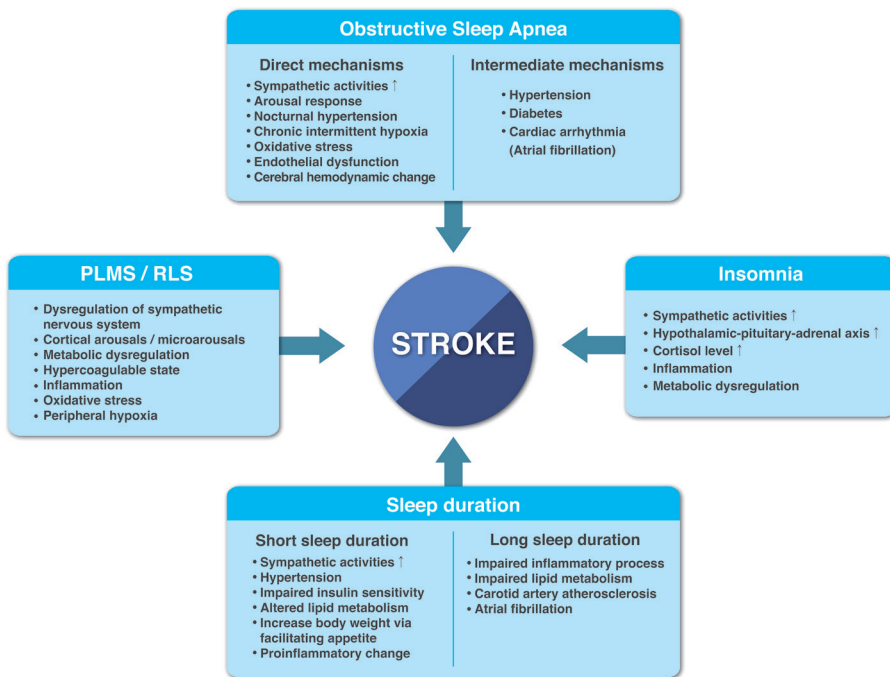 Obstructive Sleep Apnea
Direct mechanisms
• Sympathetic activities ↑
• Arousal response
• Nocturnal hypertension
• Chronic intermittent hypoxia
• Oxidative stress
• Endothelial dysfunction
• Cerebral hemodynamic change
Intermediate mechanisms
• Hypertension
• Diabetes
• Cardiac arrhythmia
(Atrial fibrillation)
PLMS / RLS
• Dysregulation of sympathetic
nervous system
• Cortical arousals / microarousals
• Metabolic dysregulation
• Hypercoagulable state
• Inflammation
• Oxidative stress
• Peripheral hypoxia
STROKE
Insomnia
• Sympathetic activities ↑
• Hypothalamic-pituitary-adrenal axis ↑
• Cortisol level ↑
• Inflammation
• Metabolic dysregulation
Sleep duration
Short sleep duration
• Sympathetic activities ↑
• Hypertension
• Impaired insulin sensitivity
• Altered lipid metabolism
• Increase body weight via
facilitating appetite
• Proinflammatory change
Long sleep duration
• Impaired inflammatory process
• Impaired lipid metabolism
• Carotid artery atherosclerosis
• Atrial fibrillation